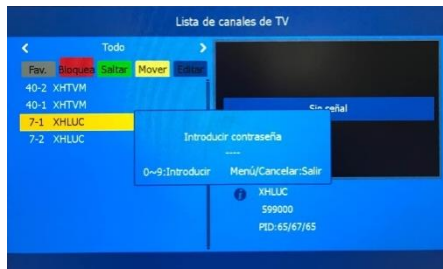 Lista de canales de TV
Todo
Fav. Bloquea Saltar Mover Editar
40-2 XHTVM
40-1 XHTVM
7-1 XHLUC
7-2 XHLUC
Sin señal
Introducir contraseña
----
0~9:Introducir Menú/Cancelar:Salir
XHLUC
599000
PID:65/67/65